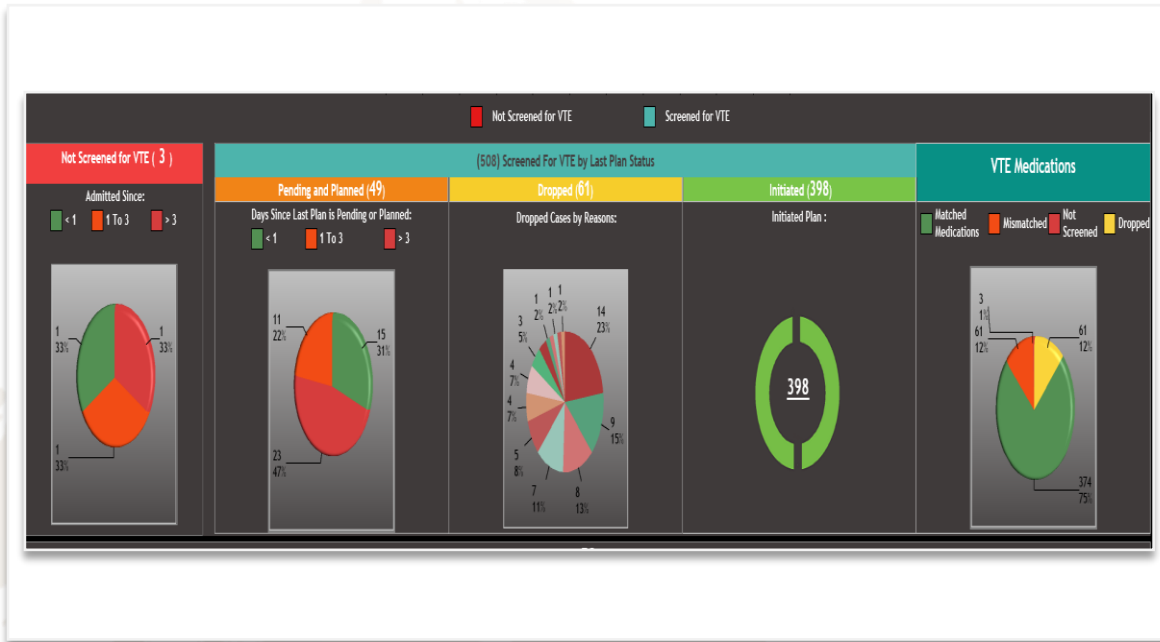 Not Screened for VTE
Screened for VTE
Not Screened for VTE ( 3 )
Admitted Since:
< 1
1 To 3
> 3
1
33%
1
33%
1
33%
(508) Screened For VTE by Last Plan Status
Pending and Planned (49)
Days Since Last Plan is Pending or Planned:
< 1
1 To 3
> 3
11
22%
15
31%
23
47%
Dropped (61)
Dropped Cases by Reasons:
1
2%
1
2%
1
2%
14
23%
3
5%
4
7%
4
7%
5
8%
7
11%
8
13%
9
15%
Initiated (398)
Initiated Plan :
398
VTE Medications
Matched
Medications
Mismatched
Not
Screened
Dropped
3
1%
61
12%
61
12%
374
75%